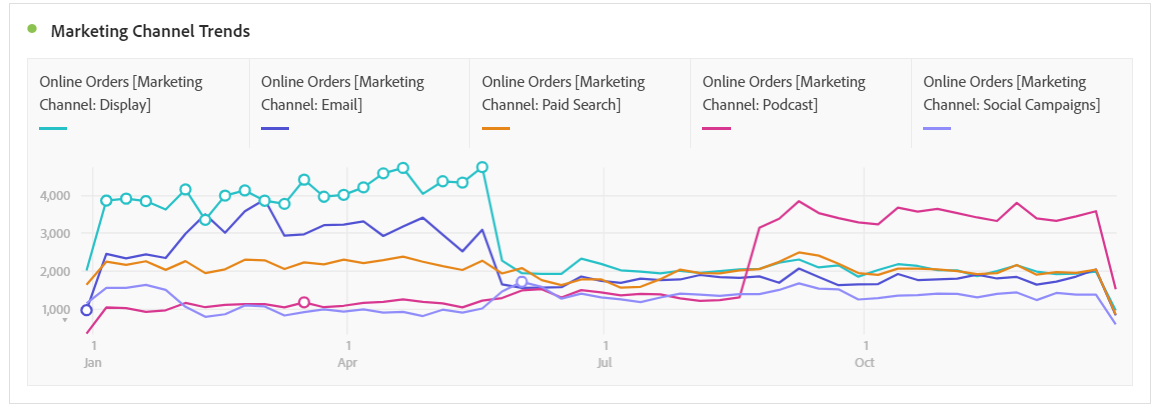 Marketing Channel Trends
Online Orders [Marketing
Channel: Display]
Online Orders [Marketing
Channel: Email]
Online Orders [Marketing
Channel: Paid Search]
Online Orders [Marketing
Channel: Podcast]
Online Orders [Marketing
Channel: Social Campaigns]
4,000
3,000
2,000
1,000
1
Jan
1
Apr
1
Jul
1
Oct